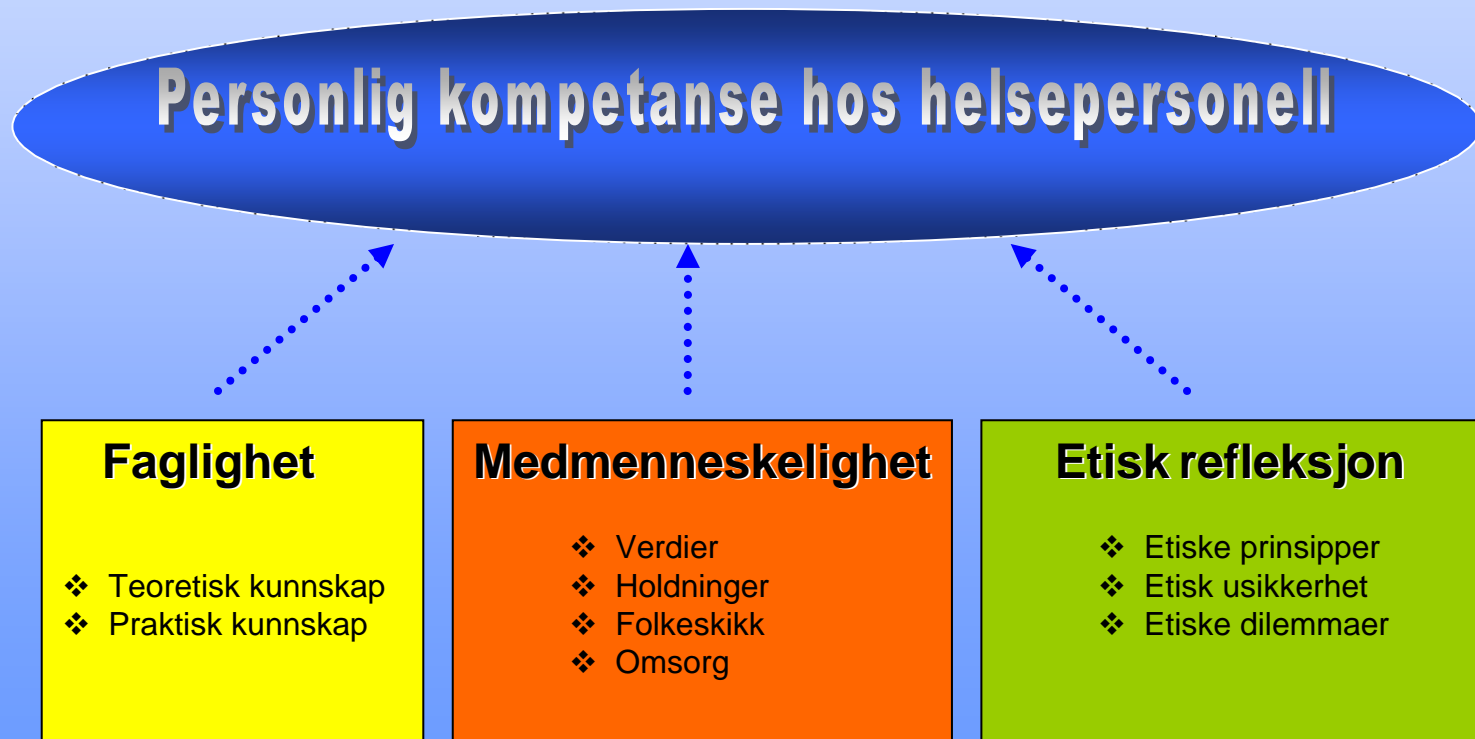 Personlig kompetanse hos helsepersonell
Faglighet
❖ Teoretisk kunnskap
❖ Praktisk kunnskap
Medmenneskelighet
❖ Verdier
❖ Holdninger
❖ Folkeskikk
❖ Omsorg
Etisk refleksjon
❖ Etiske prinsipper
❖ Etisk usikkerhet
❖ Etiske dilemmaer